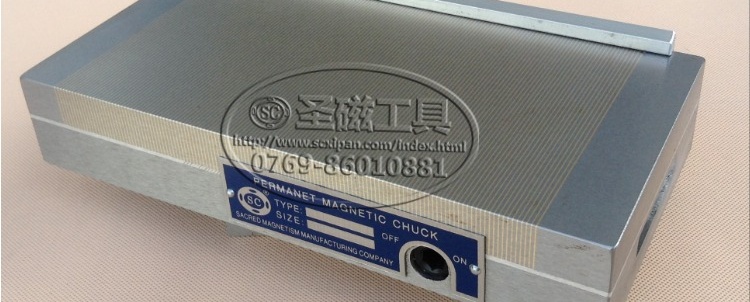 SC
®
圣磁工具
http://www.scxipan.com/index.html
0769-86010881
PERMANET MAGNETIC CHUCK
SC
®
TYPE:
SIZE:
OFF
ON
SACRED MAGNETISM MANUFACTURING COMPANY